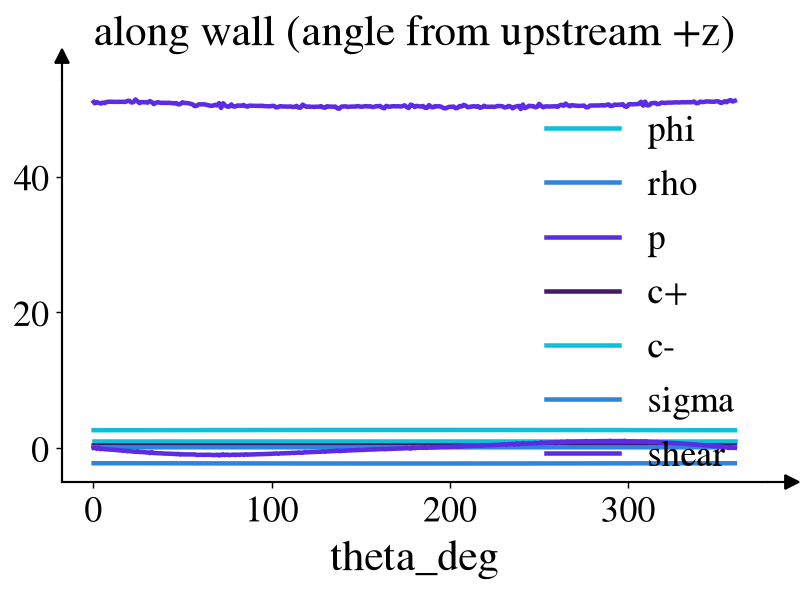 along wall (angle from upstream +z)
phi
rho
p
c+
c-
sigma
shear
40
20
0
0
100
200
300
theta_deg